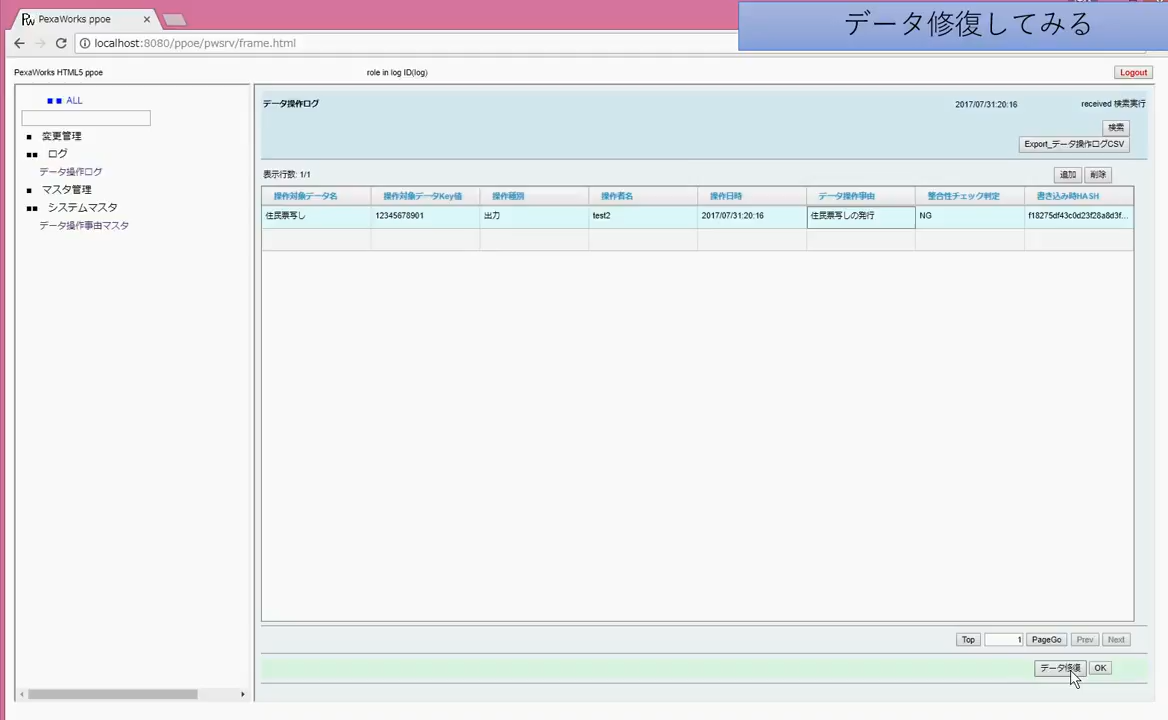 PexaWorks ppoe
データ修復してみる
localhost:8080/ppoe/pwsrv/frame.html
PexaWorks HTML5 ppoe
role in log ID(log)
Logout
ALL
変更管理
ログ
データ操作ログ
マスタ管理
システムマスタ
データ操作事由マスタ
データ操作ログ
2017/07/31:20:16
received 検索実行
検索
Export_データ操作ログCSV
表示行数: 1/1
追加 削除
操作対象データ名 操作対象データKey値 操作種別 操作者名 操作日時 データ操作事由 整合性チェック判定 書き込み時HASH
住民票写し 12345678901 出力 test2 2017/07/31:20:16 住民票写しの発行 NG f18275df43c0d23f28a8d3f...
Top 1 PageGo Prev Next
データ修復 OK